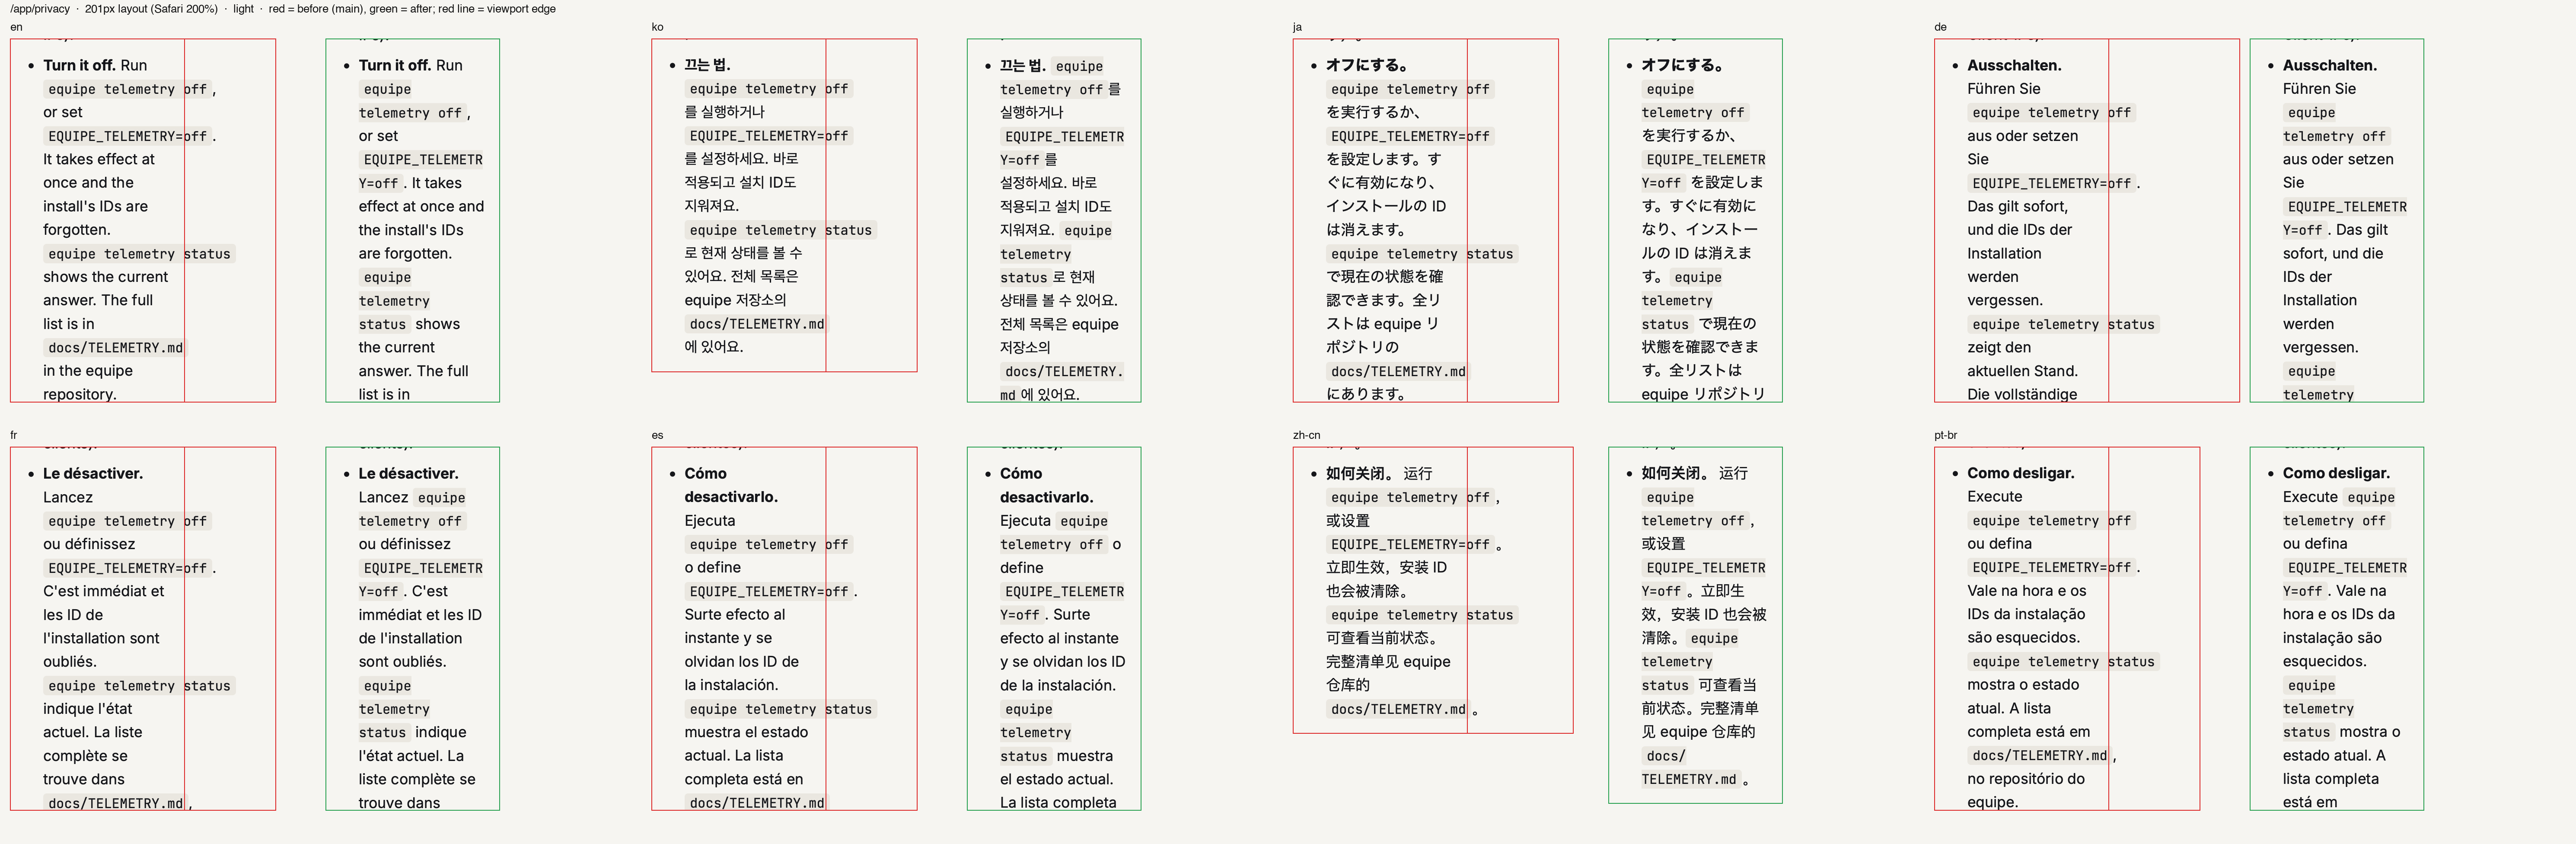 /app/privacy · 201px layout (Safari 200%) · light · red = before (main), green = after; red line = viewport edge
en
Turn it off. Run
equipe telemetry off,
or set
EQUIPE_TELEMETRY=off.
It takes effect at
once and the
install's IDs are
forgotten.
equipe telemetry status
shows the current
answer. The full
list is in
docs/TELEMETRY.md
in the equipe
repository.
Turn it off. Run
equipe
telemetry off,
or set
EQUIPE_TELEMETR
Y=off. It takes
effect at once and
the install's IDs
are forgotten.
equipe
telemetry
status shows
the current
answer. The full
list is in
ko
끄는 법.
equipe telemetry off
를 실행하거나
EQUIPE_TELEMETRY=off
를 설정하세요. 바로
적용되고 설치 ID도
지워져요.
equipe telemetry status
로 현재 상태를 볼 수
있어요. 전체 목록은
equipe 저장소의
docs/TELEMETRY.md
에 있어요.
끄는 법. equipe
telemetry off를
실행하거나
EQUIPE_TELEMETR
Y=off를
설정하세요. 바로
적용되고 설치 ID도
지워져요. equipe
telemetry
status로 현재
상태를 볼 수 있어요.
전체 목록은 equipe
저장소의
docs/TELEMETRY.
md에 있어요.
ja
オフにする。
equipe telemetry off
を実行するか、
EQUIPE_TELEMETRY=off
を設定します。す
ぐに有効になり、
インストールの ID
は消えます。
equipe telemetry status
で現在の状態を確
認できます。全リ
ストは equipe リ
ポジトリの
docs/TELEMETRY.md
にあります。
オフにする。
equipe
telemetry off
を実行するか、
EQUIPE_TELEMETR
Y=off を設定しま
す。すぐに有効に
なり、インストー
ルの ID は消えま
す。equipe
telemetry
status で現在の
状態を確認できま
す。全リストは
equipe リポジトリ
de
Ausschalten.
Führen Sie
equipe telemetry off
aus oder setzen
Sie
EQUIPE_TELEMETRY=off.
Das gilt sofort,
und die IDs der
Installation
werden
vergessen.
equipe telemetry status
zeigt den
aktuellen Stand.
Die vollständige
Ausschalten.
Führen Sie
equipe
telemetry off
aus oder setzen
Sie
EQUIPE_TELEMETR
Y=off. Das gilt
sofort, und die
IDs der
Installation
werden
vergessen.
equipe
telemetry
fr
Le désactiver.
Lancez
equipe telemetry off
ou définissez
EQUIPE_TELEMETRY=off.
C'est immédiat et
les ID de
l'installation sont
oubliés.
equipe telemetry status
indique l'état
actuel. La liste
complète se
trouve dans
docs/TELEMETRY.md,
Le désactiver.
Lancez equipe
telemetry off
ou définissez
EQUIPE_TELEMETR
Y=off. C'est
immédiat et les ID
de l'installation
sont oubliés.
equipe
telemetry
status indique
l'état actuel. La
liste complète se
trouve dans
es
Cómo
desactivarlo.
Ejecuta
equipe telemetry off
o define
EQUIPE_TELEMETRY=off.
Surte efecto al
instante y se
olvidan los ID de
la instalación.
equipe telemetry status
muestra el estado
actual. La lista
completa está en
docs/TELEMETRY.md
Cómo
desactivarlo.
Ejecuta equipe
telemetry off o
define
EQUIPE_TELEMETR
Y=off. Surte
efecto al instante
y se olvidan los ID
de la instalación.
equipe
telemetry
status muestra
el estado actual.
La lista completa
zh-cn
如何关闭。 运行
equipe telemetry off，
或设置
EQUIPE_TELEMETRY=off。
立即生效，安装 ID
也会被清除。
equipe telemetry status
可查看当前状态。
完整清单见 equipe
仓库的
docs/TELEMETRY.md。
如何关闭。 运行
equipe
telemetry off，
或设置
EQUIPE_TELEMETR
Y=off。立即生
效，安装 ID 也会被
清除。equipe
telemetry
status 可查看当
前状态。完整清单
见 equipe 仓库的
docs/
TELEMETRY.md。
pt-br
Como desligar.
Execute
equipe telemetry off
ou defina
EQUIPE_TELEMETRY=off.
Vale na hora e os
IDs da instalação
são esquecidos.
equipe telemetry status
mostra o estado
atual. A lista
completa está em
docs/TELEMETRY.md,
no repositório do
equipe.
Como desligar.
Execute equipe
telemetry off
ou defina
EQUIPE_TELEMETR
Y=off. Vale na
hora e os IDs da
instalação são
esquecidos.
equipe
telemetry
status mostra o
estado atual. A
lista completa
está em